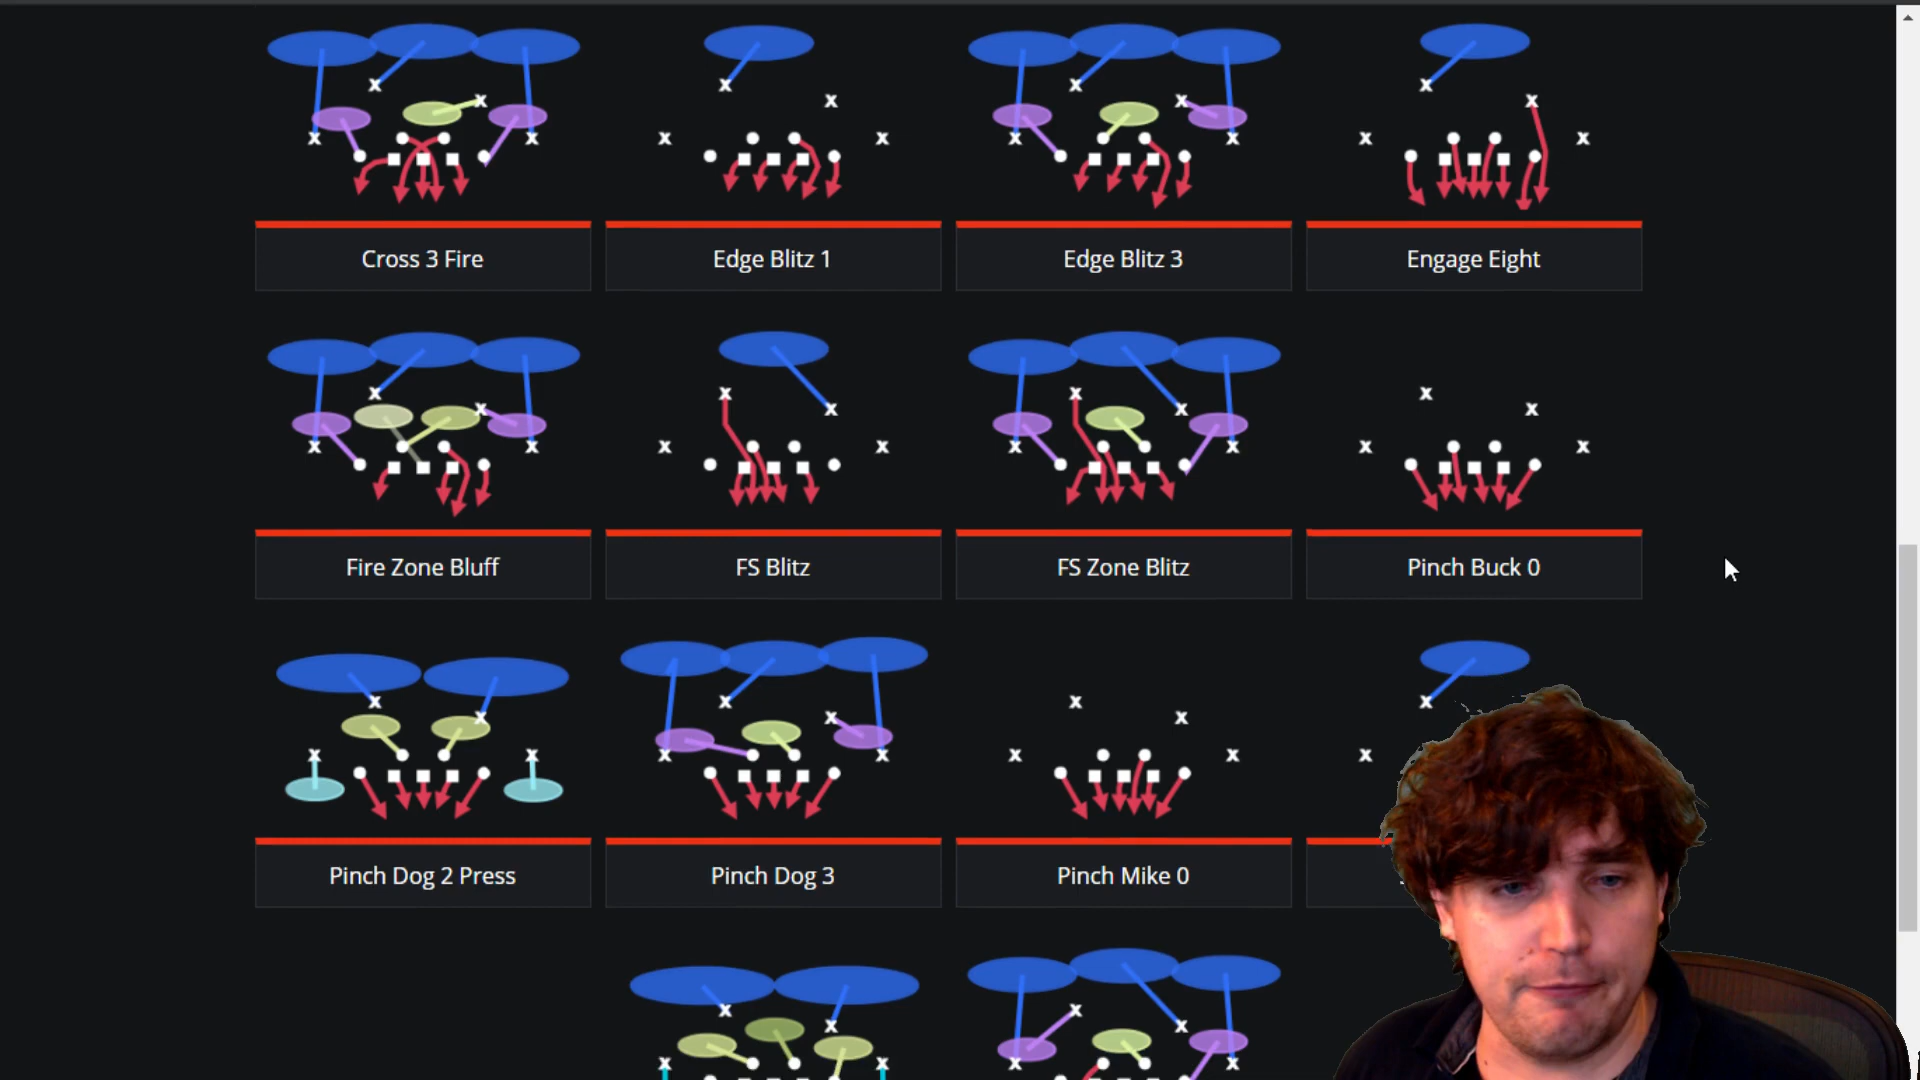 Cross 3 Fire
Edge Blitz 1
Edge Blitz 3
Engage Eight
Fire Zone Bluff
FS Blitz
FS Zone Blitz
Pinch Buck 0
Pinch Dog 2 Press
Pinch Dog 3
Pinch Mike 0